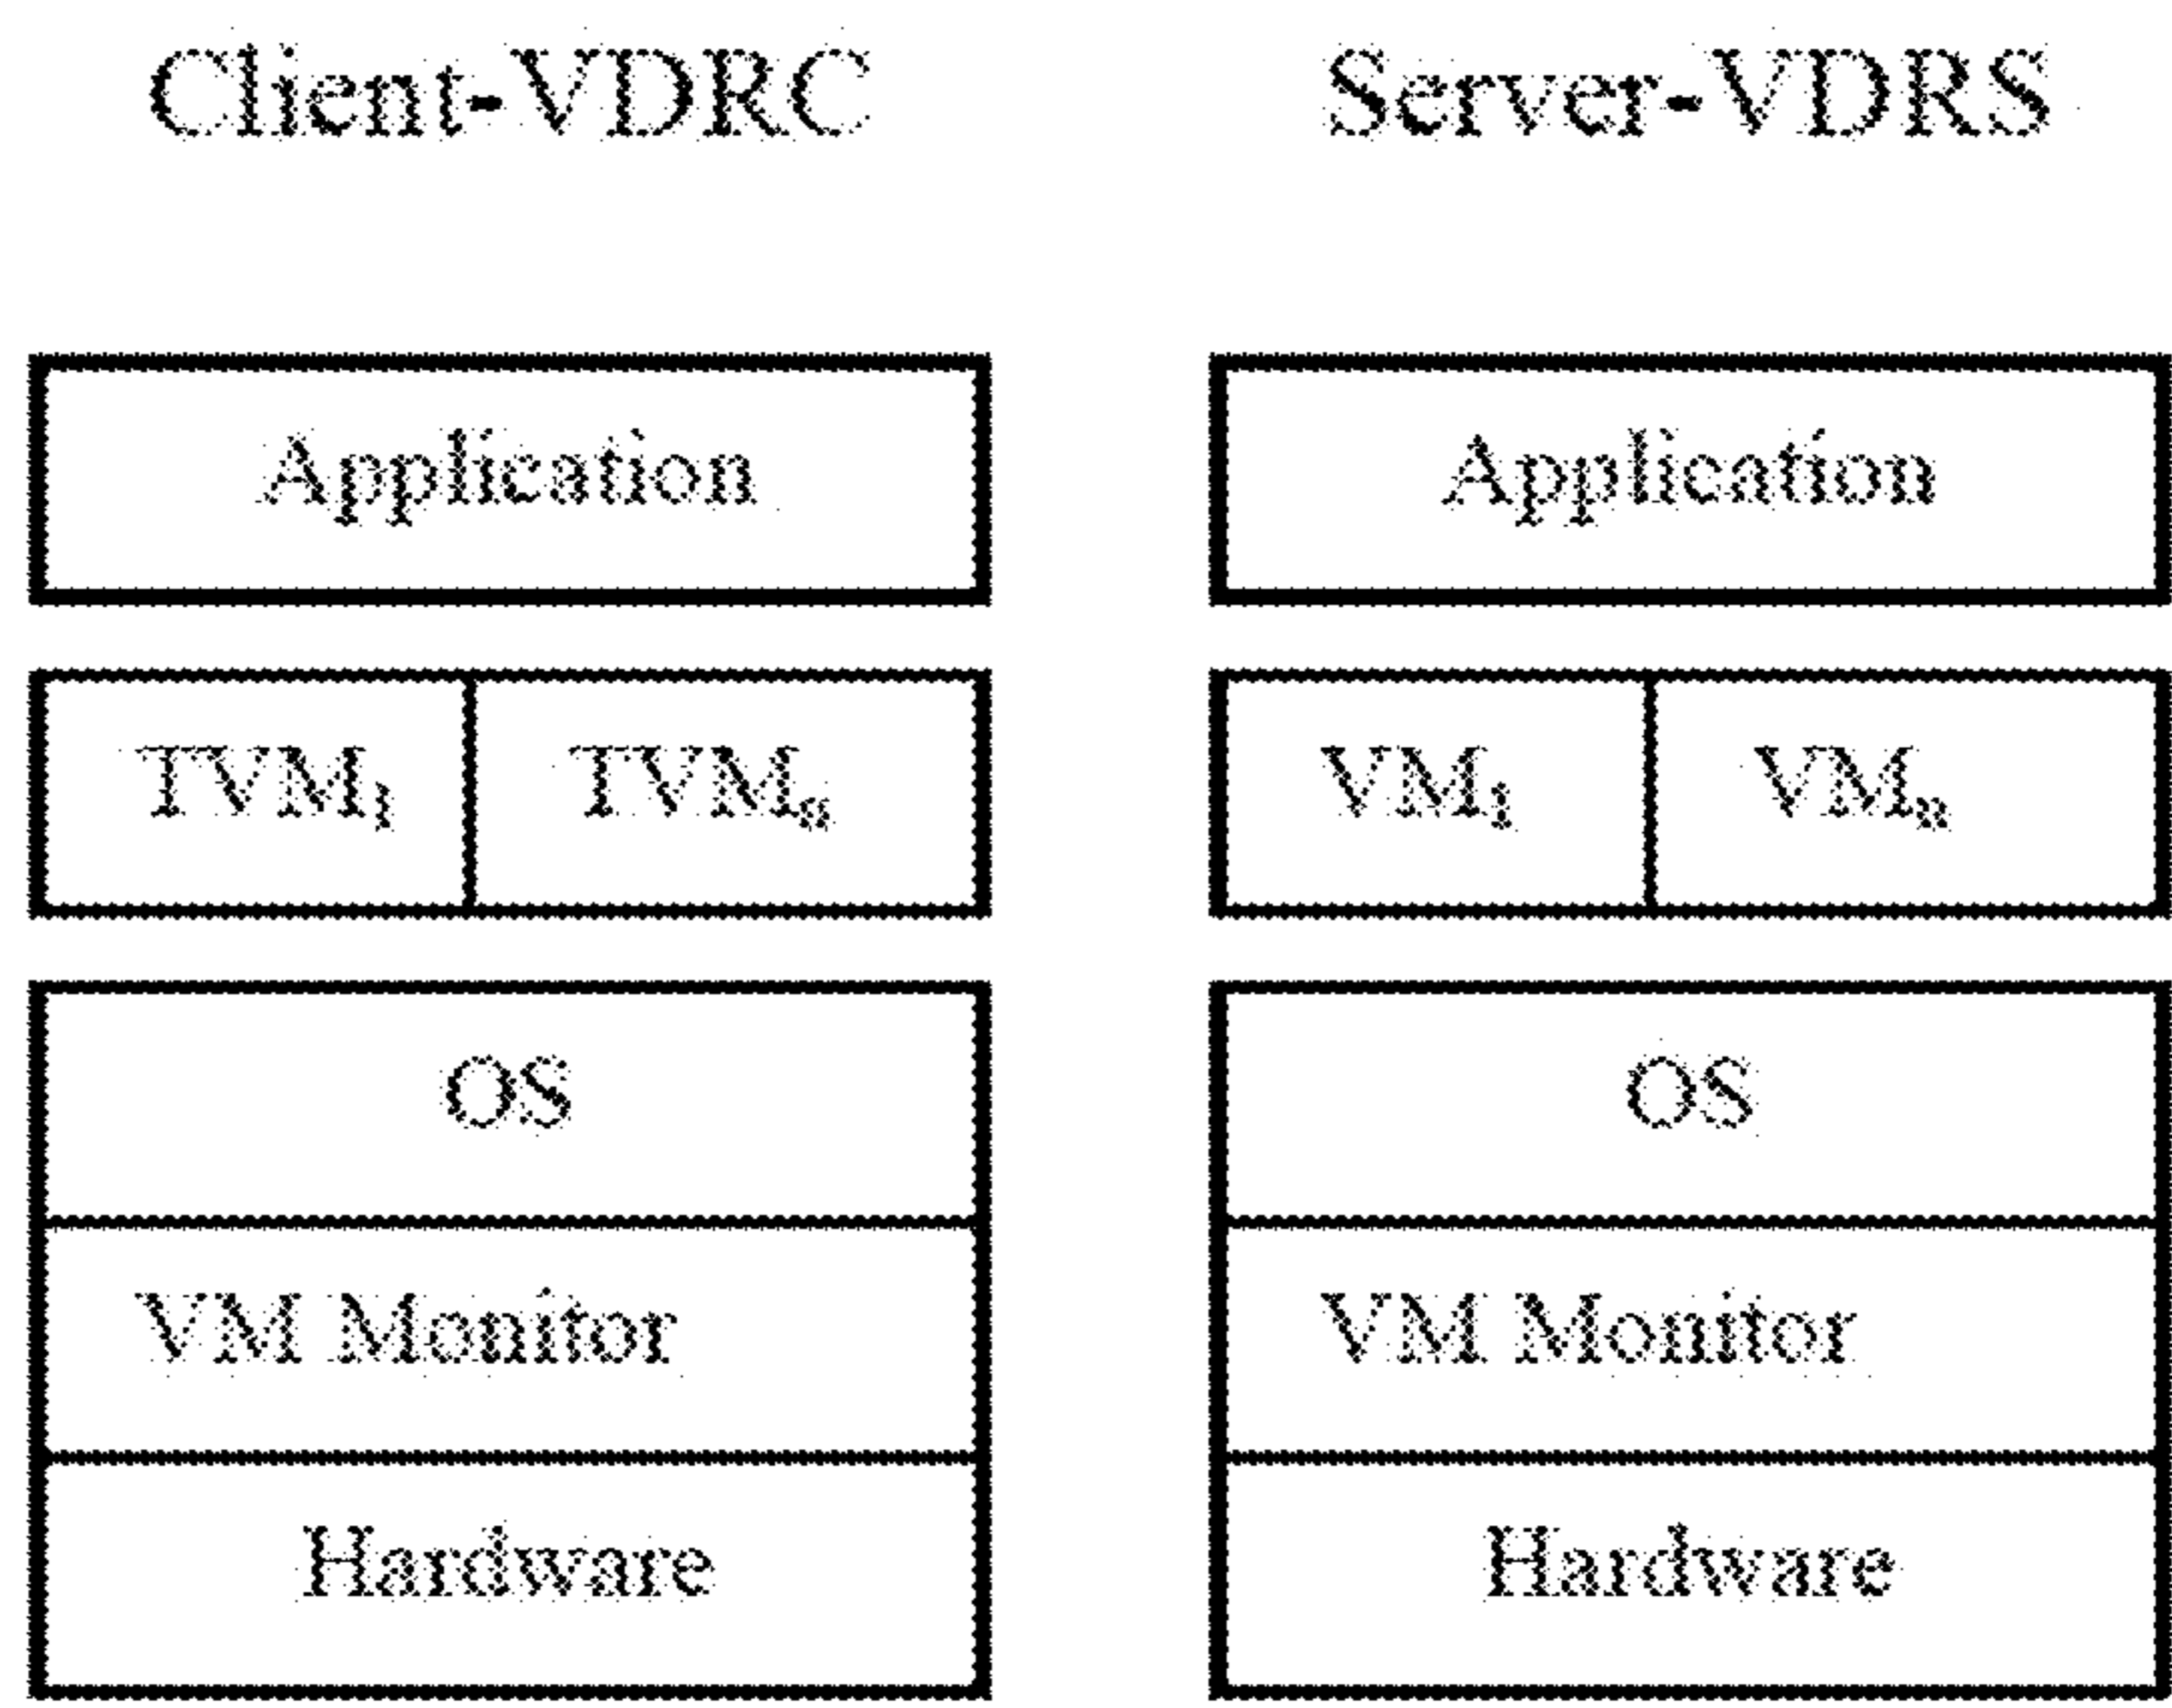 Client-VDRC
Application
TVM₁ TVMₙ
OS
VM Monitor
Hardware
Server-VDRS
Application
VM₁ VMₙ
OS
VM Monitor
Hardware